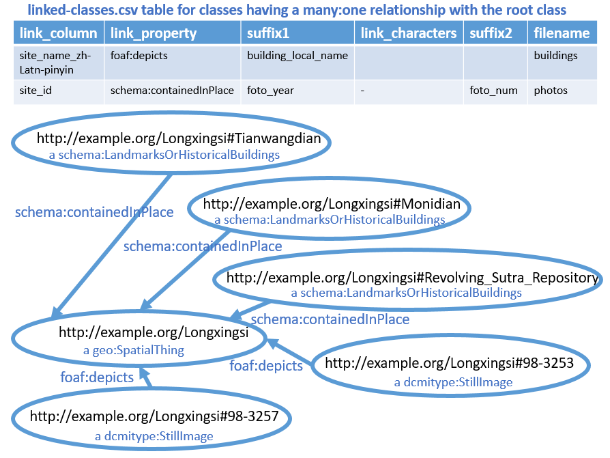 linked-classes.csv table for classes having a many:one relationship with the root class
link_column link_property suffix1 link_characters suffix2 filename
site_name_zh-Latn-pinyin foaf:depicts building_local_name buildings
site_id schema:containedInPlace foto_year - foto_num photos
http://example.org/Longxingsi#Tianwangdian
a schema:LandmarksOrHistoricalBuildings
schema:containedInPlace
http://example.org/Longxingsi#Monidian
a schema:LandmarksOrHistoricalBuildings
schema:containedInPlace
http://example.org/Longxingsi#Revolving_Sutra_Repository
a schema:LandmarksOrHistoricalBuildings
schema:containedInPlace
http://example.org/Longxingsi
a geo:SpatialThing
foaf:depicts
http://example.org/Longxingsi#98-3253
a dcmitype:StillImage
foaf:depicts
http://example.org/Longxingsi#98-3257
a dcmitype:StillImage